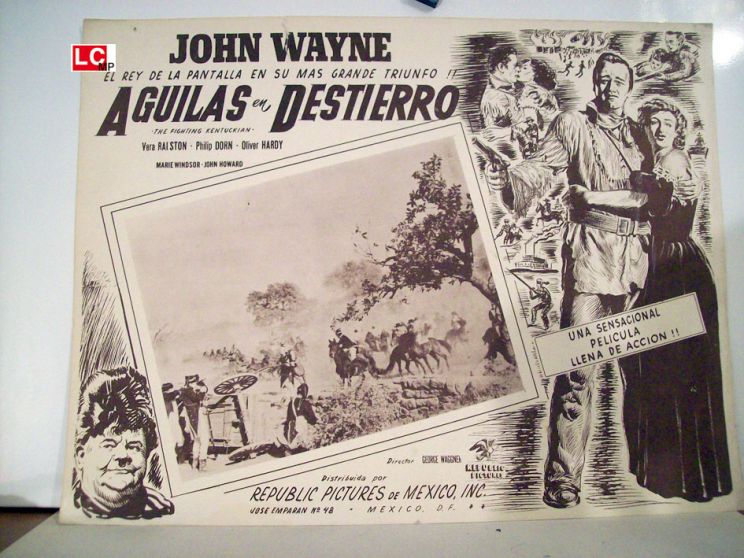 LC
MP
JOHN WAYNE
EL REY DE LA PANTALLA EN SU MAS GRANDE TRIUNFO !!
AGUILAS en DESTIERRO
-THE FIGHTING KENTUCKIAN-
Vera RALSTON - Philip DORN - Oliver HARDY
MARIE WINDSOR - JOHN HOWARD
UNA SENSACIONAL
PELICULA
LLENA DE ACCION!!
Director GEORGE WAGGNER
REPUBLIC
PICTURES
Distribuida por
REPUBLIC PICTURES DE MEXICO, INC.
JOSE EMPARAN Nº 48 - MEXICO, D.F.